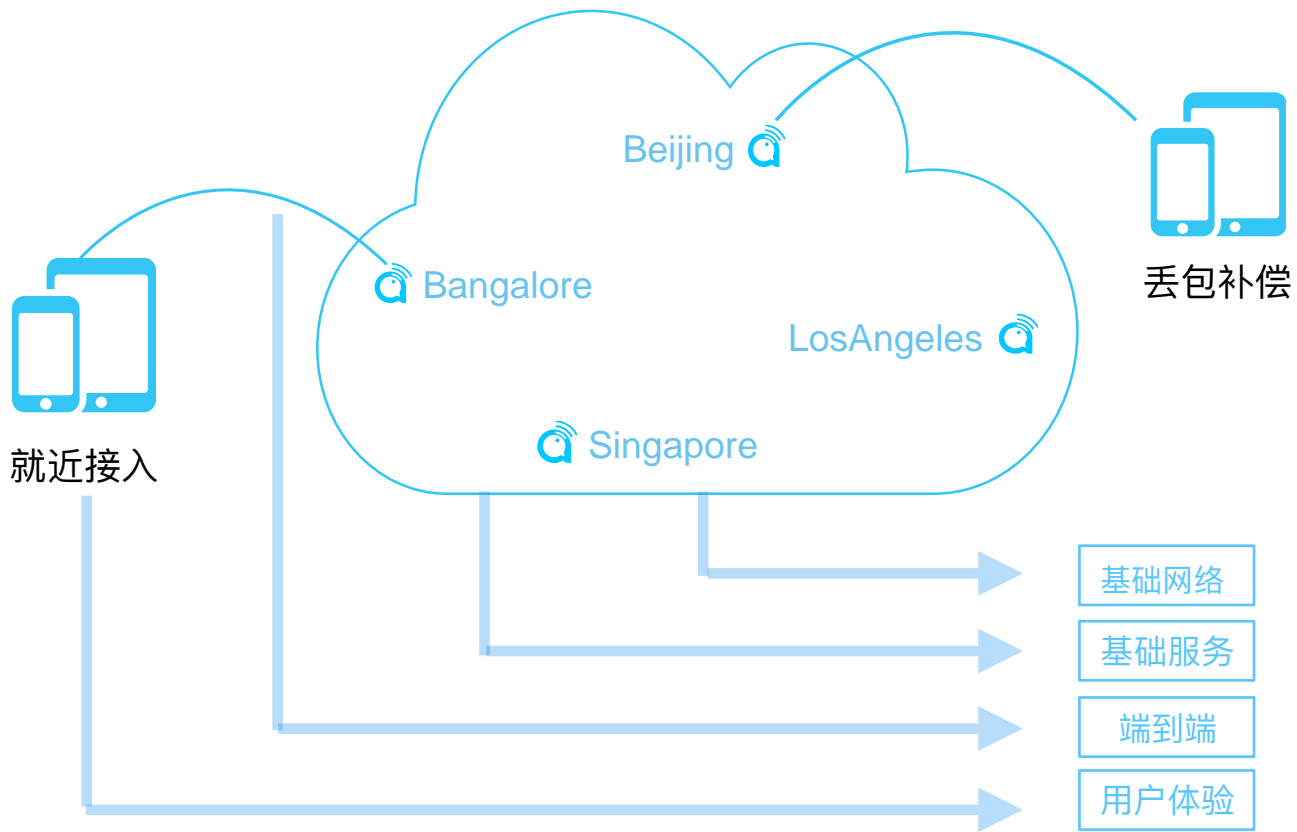 Beijing
丢包补偿
Bangalore
LosAngeles
Singapore
就近接入
基础网络
基础服务
端到端
用户体验